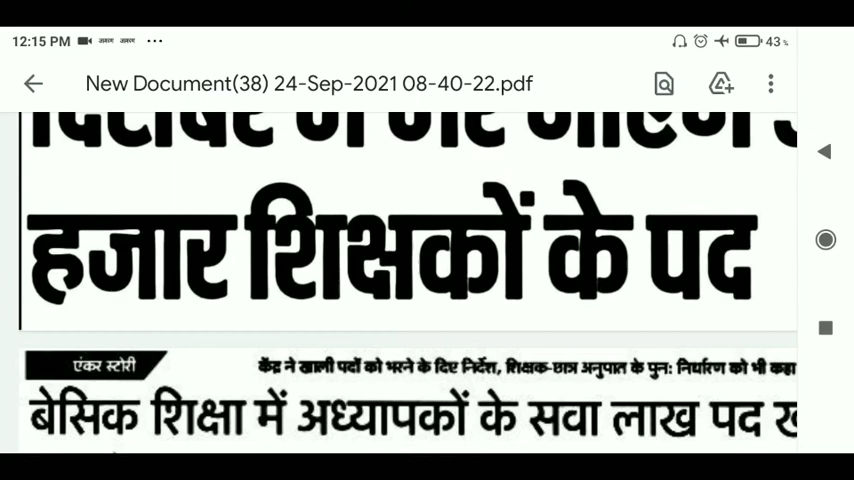 12:15 PM
43%
New Document(38) 24-Sep-2021 08-40-22.pdf
हजार शिक्षकों के पद
एंकर स्टोरी
केंद्र ने खाली पदों को भरने के दिए निर्देश, शिक्षक-छात्र अनुपात के पुन: निर्धारण को भी कहा
बेसिक शिक्षा में अध्यापकों के सवा लाख पद